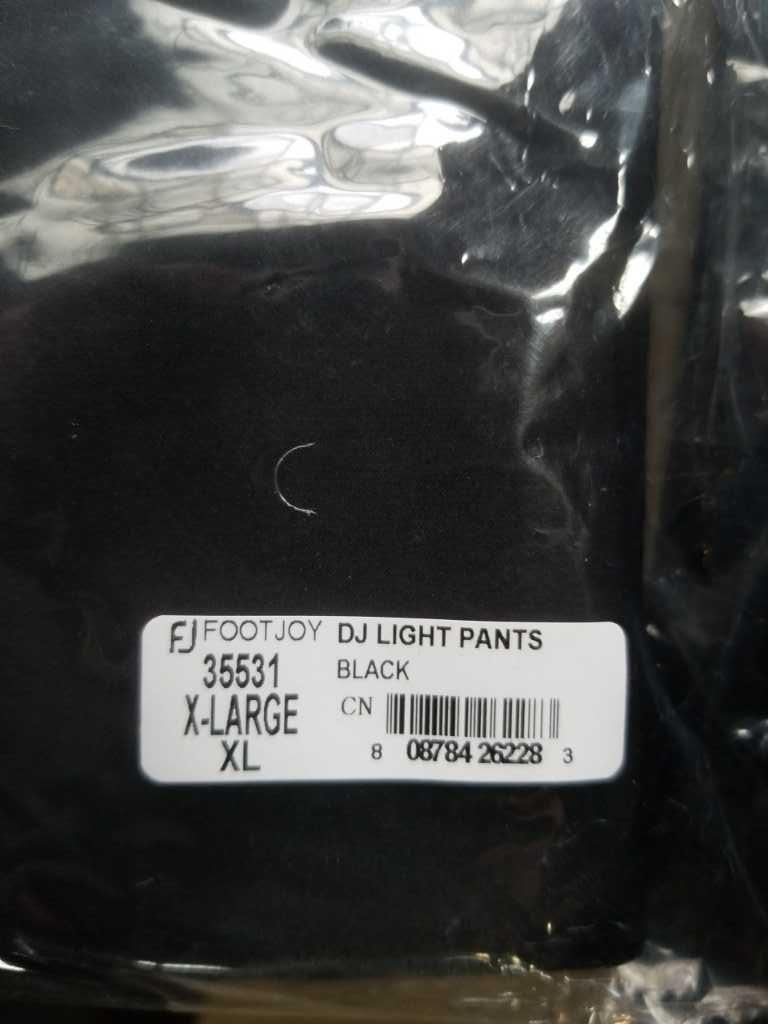 FJ FOOTJOY DJ LIGHT PANTS
35531 BLACK
X-LARGE CN
XL 8 08784 26228 3